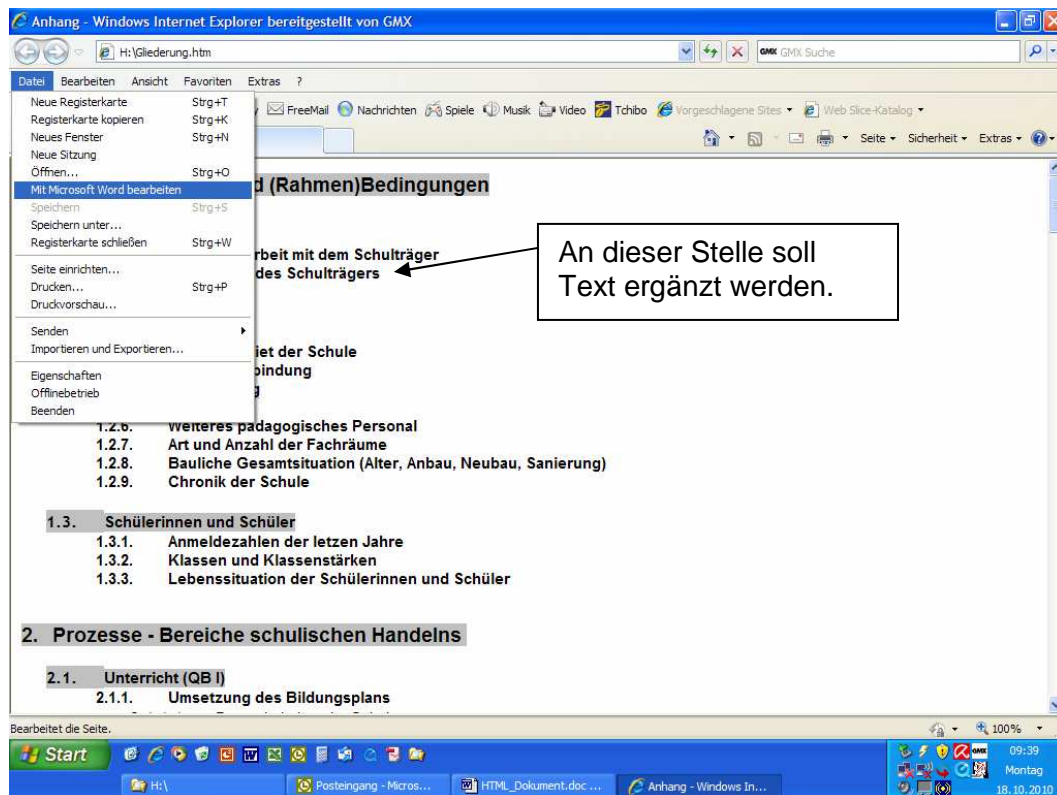 Anhang - Windows Internet Explorer bereitgestellt von GMX
H:\Gliederung.htm
GMX GMX Suche
Datei Bearbeiten Ansicht Favoriten Extras ?
FreeMail Nachrichten Spiele Musik Video Tchibo Vorgeschlagene Sites Web Slice-Katalog
Seite Sicherheit Extras
Neue Registerkarte Strg+T
Registerkarte kopieren Strg+K
Neues Fenster Strg+N
Neue Sitzung
Öffnen... Strg+O
Mit Microsoft Word bearbeiten
Speichern Strg+S
Speichern unter...
Registerkarte schließen Strg+W
Seite einrichten...
Drucken... Strg+P
Druckvorschau...
Senden
Importieren und Exportieren...
Eigenschaften
Offlinebetrieb
Beenden
(Rahmen)Bedingungen
rbeit mit dem Schulträger
des Schulträgers
An dieser Stelle soll
Text ergänzt werden.
iet der Schule
bindung
1.2.6. Weiteres pädagogisches Personal
1.2.7. Art und Anzahl der Fachräume
1.2.8. Bauliche Gesamtsituation (Alter, Anbau, Neubau, Sanierung)
1.2.9. Chronik der Schule
1.3. Schülerinnen und Schüler
1.3.1. Anmeldezahlen der letzen Jahre
1.3.2. Klassen und Klassenstärken
1.3.3. Lebenssituation der Schülerinnen und Schüler
2. Prozesse - Bereiche schulischen Handelns
2.1. Unterricht (QB I)
2.1.1. Umsetzung des Bildungsplans
Bearbeitet die Seite.
100%
Start
GMX 09:39
H:\ Posteingang - Micros... HTML_Dokument.doc ... Anhang - Windows In...
Montag
18.10.2010